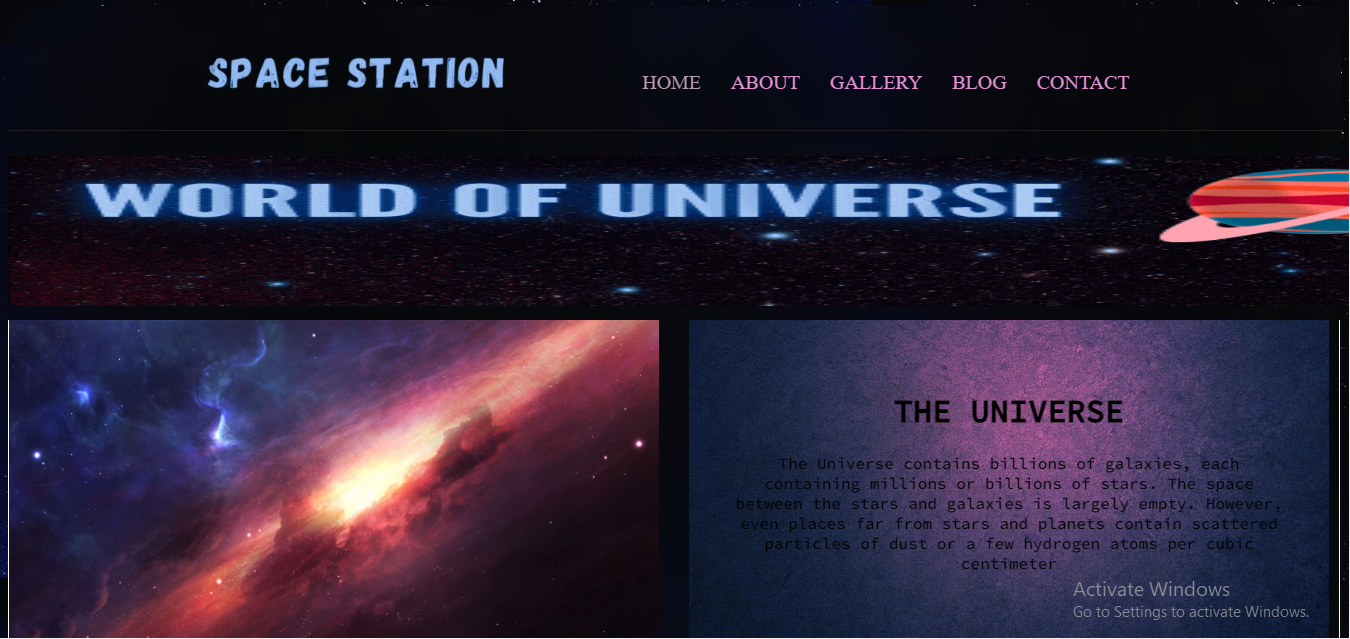 SPACE STATION
HOME ABOUT GALLERY BLOG CONTACT
WORLD OF UNIVERSE
THE UNIVERSE
The Universe contains billions of galaxies, each
containing millions or billions of stars. The space
between the stars and galaxies is largely empty. However,
even places far from stars and planets contain scattered
particles of dust or a few hydrogen atoms per cubic
centimeter
Activate Windows
Go to Settings to activate Windows.